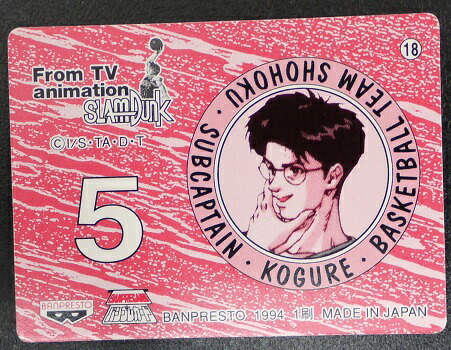 18
From TV
animation
SLAM DUNK
©I/S·TA·D·T.
5
SUBCAPTAIN · KOGURE · BASKETBALL TEAM SHOHOKU ·
BANPRESTO
BANPRESTO 1994 1刷 MADE IN JAPAN